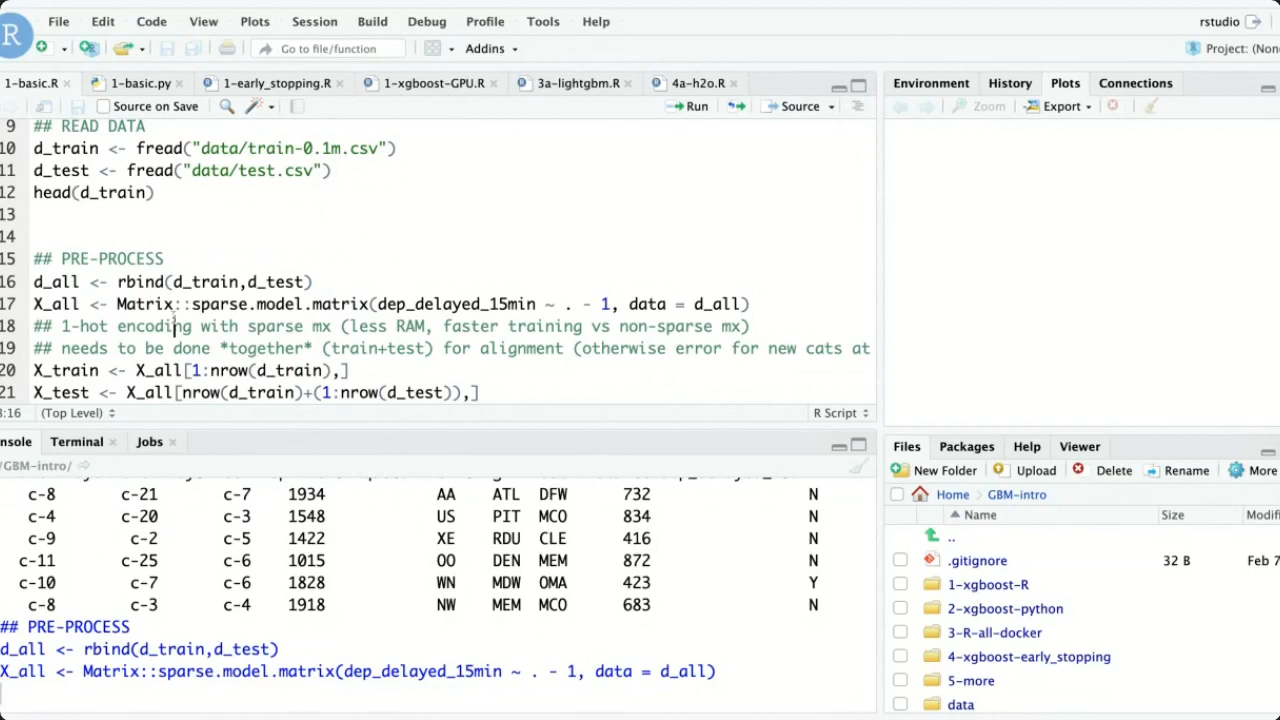 R
File Edit Code View Plots Session Build Debug Profile Tools Help
rstudio
Go to file/function
Addins
Project: (Non
1-basic.R
1-basic.py
1-early_stopping.R
1-xgboost-GPU.R
3a-lightgbm.R
4a-h2o.R
Source on Save
Run
Source
9 ## READ DATA
10 d_train <- fread("data/train-0.1m.csv")
11 d_test <- fread("data/test.csv")
12 head(d_train)
13
14
15 ## PRE-PROCESS
16 d_all <- rbind(d_train,d_test)
17 X_all <- Matrix::sparse.model.matrix(dep_delayed_15min ~ . - 1, data = d_all)
18 ## 1-hot encoding with sparse mx (less RAM, faster training vs non-sparse mx)
19 ## needs to be done *together* (train+test) for alignment (otherwise error for new cats at
20 X_train <- X_all[1:nrow(d_train),]
21 X_test <- X_all[nrow(d_train)+(1:nrow(d_test)),]
8:16 (Top Level)
R Script
nsole Terminal Jobs
/GBM-intro/
c-8 c-21 c-7 1934 AA ATL DFW 732 N
c-4 c-20 c-3 1548 US PIT MCO 834 N
c-9 c-2 c-5 1422 XE RDU CLE 416 N
c-11 c-25 c-6 1015 OO DEN MEM 872 N
c-10 c-7 c-6 1828 WN MDW OMA 423 Y
c-8 c-3 c-4 1918 NW MEM MCO 683 N
## PRE-PROCESS
d_all <- rbind(d_train,d_test)
X_all <- Matrix::sparse.model.matrix(dep_delayed_15min ~ . - 1, data = d_all)
Environment History Plots Connections
Zoom
Export
Files Packages Help Viewer
New Folder Upload Delete Rename More
Home GBM-intro
Name Size Modifi
..
.gitignore 32 B Feb 7
1-xgboost-R
2-xgboost-python
3-R-all-docker
4-xgboost-early_stopping
5-more
data